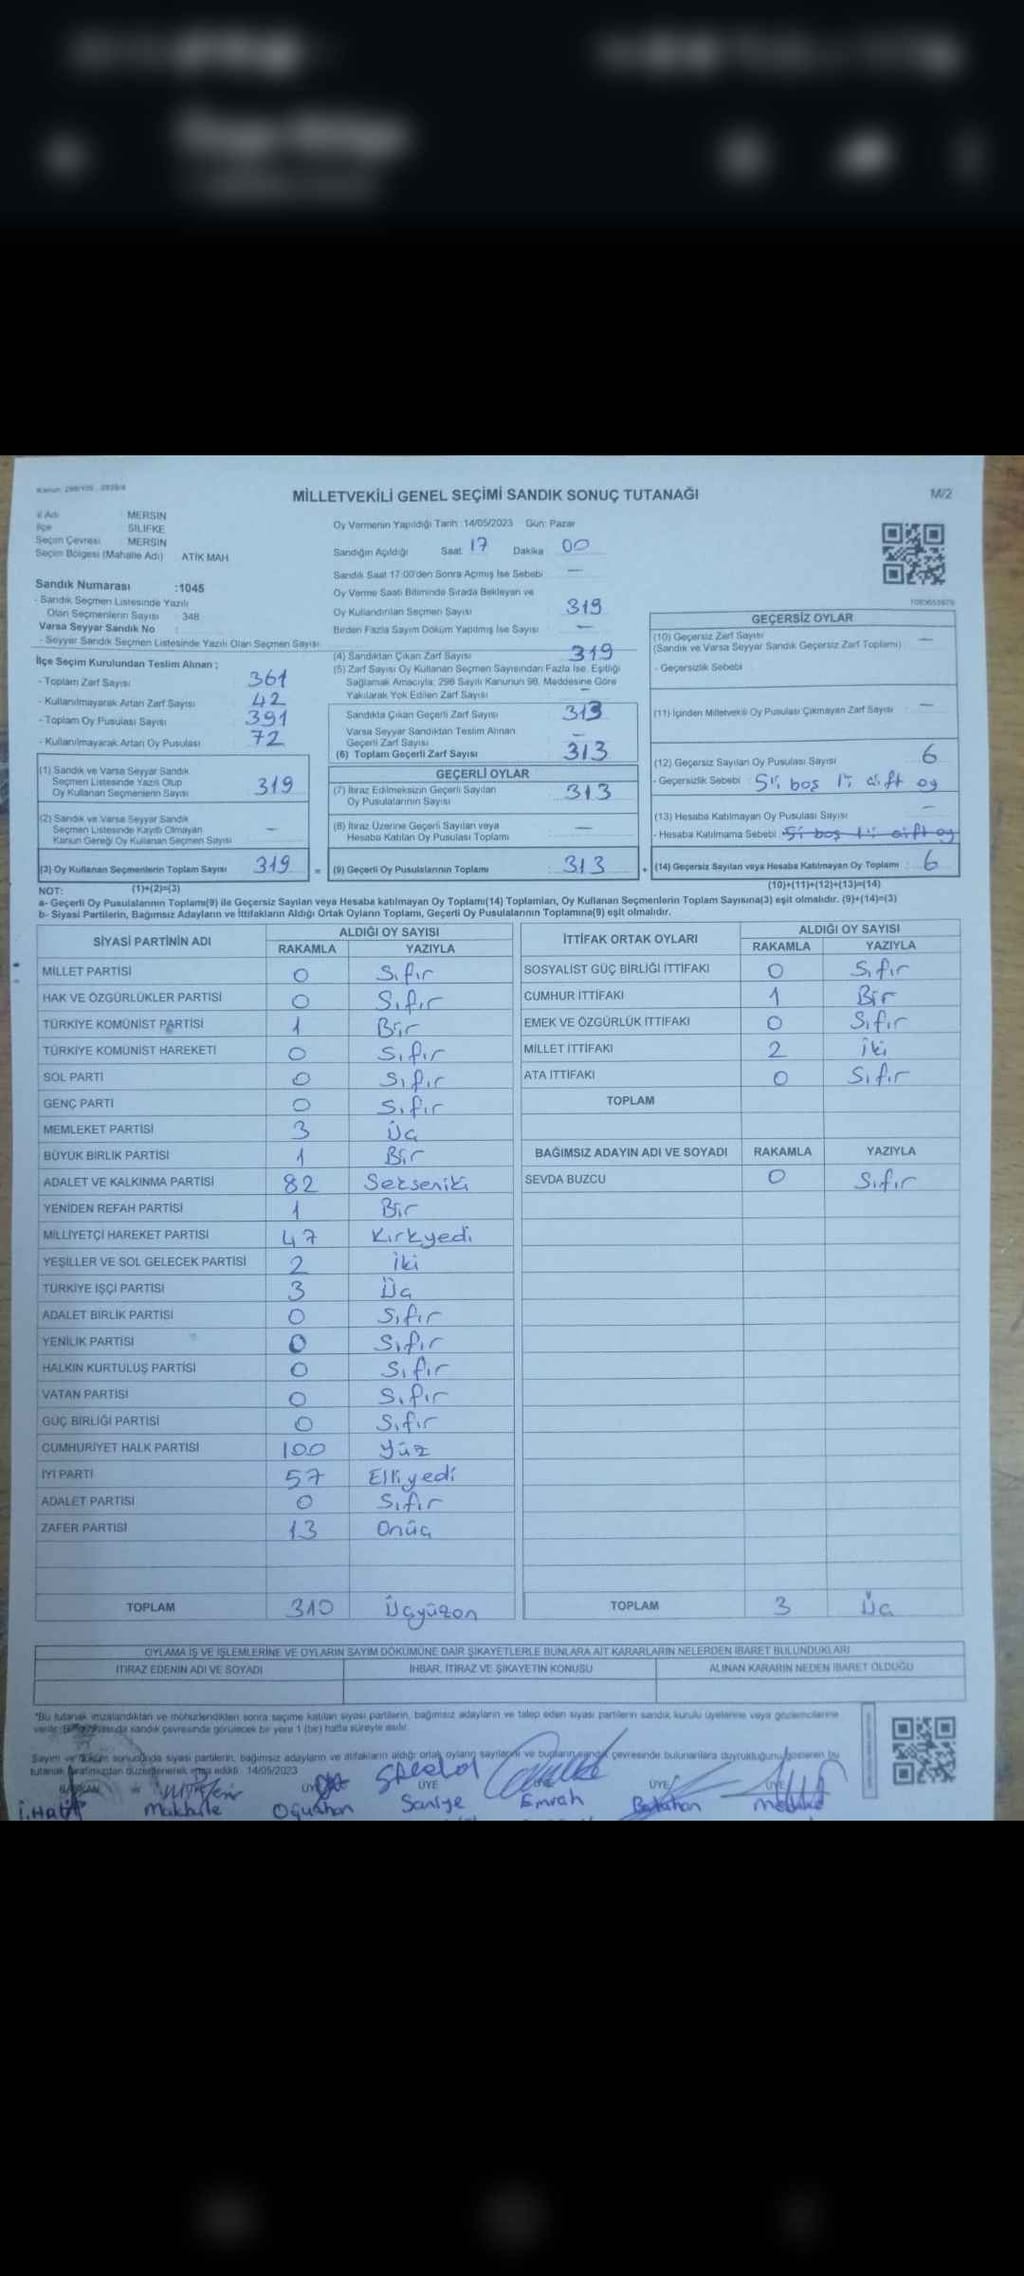 MİLLETVEKİLİ GENEL SEÇİMİ SANDIK SONUÇ TUTANAĞI
M/2
İl Adı : MERSİN
İlçe : SİLİFKE
Seçim Çevresi : MERSİN
Seçim Bölgesi (Mahalle Adı) : ATİK MAH
Sandık Numarası :1045
- Sandık Seçmen Listesinde Yazılı
Olan Seçmenlerin Sayısı : 348
Varsa Seyyar Sandık No :
- Seyyar Sandık Seçmen Listesinde Yazılı Olan Seçmen Sayısı
Oy Vermenin Yapıldığı Tarih :14/05/2023 Gün: Pazar
Sandığın Açıldığı Saat 17 Dakika 00
Sandık Saat 17:00'den Sonra Açımış İse Sebebi —
Oy Verme Saati Bitiminde Sırada Bekleyen ve
Oy Kullandırılan Seçmen Sayısı 319
Birden Fazla Sayım Döküm Yapılmış İse Sayısı —
İlçe Seçim Kurulundan Teslim Alınan ;
- Toplam Zarf Sayısı 361
- Kullanılmayarak Artan Zarf Sayısı 42
- Toplam Oy Pusulası Sayısı 391
- Kullanılmayarak Artan Oy Pusulası 72
(1) Sandık ve Varsa Seyyar Sandık
Seçmen Listesinde Yazılı Olup
Oy Kullanan Seçmenlerin Sayısı 319
(2) Sandık ve Varsa Seyyar Sandık
Seçmen Listesinde Kayıtlı Olmayan
Kanun Gereği Oy Kullanan Seçmen Sayısı —
(3) Oy Kullanan Seçmenlerin Toplam Sayısı 319
(4) Sandıktan Çıkan Zarf Sayısı 319
(5) Zarf Sayısı Oy Kullanan Seçmen Sayısından Fazla İse, Eşitliği
Sağlamak Amacıyla; 298 Sayılı Kanunun 98. Maddesine Göre
Yakılarak Yok Edilen Zarf Sayısı —
Sandıkta Çıkan Geçerli Zarf Sayısı 313
Varsa Seyyar Sandıktan Teslim Alınan
Geçerli Zarf Sayısı —
(6) Toplam Geçerli Zarf Sayısı 313
GEÇERLİ OYLAR
(7) İtiraz Edilmeksizin Geçerli Sayılan
Oy Pusulalarının Sayısı 313
(8) İtiraz Üzerine Geçerli Sayılan veya
Hesaba Katılan Oy Pusulası Toplamı —
= (9) Geçerli Oy Pusulalarının Toplamı 313 +
GEÇERSİZ OYLAR
(10) Geçersiz Zarf Sayısı —
(Sandık ve Varsa Seyyar Sandık Geçersiz Zarf Toplamı)
- Geçersizlik Sebebi
(11) İçinden Milletvekili Oy Pusulası Çıkmayan Zarf Sayısı —
(12) Geçersiz Sayılan Oy Pusulası Sayısı 6
- Geçersizlik Sebebi 5'i boş 1'i çift oy
(13) Hesaba Katılmayan Oy Pusulası Sayısı —
- Hesaba Katılmama Sebebi 5i boş 1'i çift oy
(14) Geçersiz Sayılan veya Hesaba Katılmayan Oy Toplamı : 6
NOT: (1)+(2)=(3) (10)+(11)+(12)+(13)=(14)
a- Geçerli Oy Pusulalarının Toplamı(9) ile Geçersiz Sayılan veya Hesaba Katılmayan Oy Toplamı(14) Toplamları, Oy Kullanan Seçmenlerin Toplam Sayısına(3) eşit olmalıdır. (9)+(14)=(3)
b- Siyasi Partilerin, Bağımsız Adayların ve İttifakların Aldığı Ortak Oyların Toplamı, Geçerli Oy Pusulalarının Toplamına(9) eşit olmalıdır.
SİYASİ PARTİNİN ADI ALDIĞI OY SAYISI
RAKAMLA YAZIYLA
MİLLET PARTİSİ 0 Sıfır
HAK VE ÖZGÜRLÜKLER PARTİSİ 0 Sıfır
TÜRKİYE KOMÜNİST PARTİSİ 1 Bir
TÜRKİYE KOMÜNİST HAREKETİ 0 Sıfır
SOL PARTİ 0 Sıfır
GENÇ PARTİ 0 Sıfır
MEMLEKET PARTİSİ 3 Üç
BÜYÜK BİRLİK PARTİSİ 1 Bir
ADALET VE KALKINMA PARTİSİ 82 Sekseniki
YENİDEN REFAH PARTİSİ 1 Bir
MİLLİYETÇİ HAREKET PARTİSİ 47 Kırkyedi
YEŞİLLER VE SOL GELECEK PARTİSİ 2 İki
TÜRKİYE İŞÇİ PARTİSİ 3 Üç
ADALET BİRLİK PARTİSİ 0 Sıfır
YENİLİK PARTİSİ 0 Sıfır
HALKIN KURTULUŞ PARTİSİ 0 Sıfır
VATAN PARTİSİ 0 Sıfır
GÜÇ BİRLİĞİ PARTİSİ 0 Sıfır
CUMHURİYET HALK PARTİSİ 100 Yüz
İYİ PARTİ 57 Elliyedi
ADALET PARTİSİ 0 Sıfır
ZAFER PARTİSİ 13 Onüç
TOPLAM 310 Üçyüzon
İTTİFAK ORTAK OYLARI ALDIĞI OY SAYISI
RAKAMLA YAZIYLA
SOSYALİST GÜÇ BİRLİĞİ İTTİFAKI 0 Sıfır
CUMHUR İTTİFAKI 1 Bir
EMEK VE ÖZGÜRLÜK İTTİFAKI 0 Sıfır
MİLLET İTTİFAKI 2 iki
ATA İTTİFAKI 0 Sıfır
TOPLAM
BAĞIMSIZ ADAYIN ADI VE SOYADI RAKAMLA YAZIYLA
SEVDA BUZCU 0 Sıfır
TOPLAM 3 Üç
OYLAMA İŞ VE İŞLEMLERİNE VE OYLARIN SAYIM DÖKÜMÜNE DAİR ŞİKAYETLERLE BUNLARA AİT KARARLARIN NELERDEN İBARET BULUNDUKLARI
İTİRAZ EDENİN ADI VE SOYADI İHBAR, İTİRAZ VE ŞİKAYETİN KONUSU ALINAN KARARIN NEDEN İBARET OLDUĞU
"Bu tutanak imzalandıktan ve mühürlendikten sonra seçime katılan siyasi partilerin, bağımsız adayların ve talep eden siyasi partilerin sandık kurulu üyelerine veya gözlemcilerine
verilir. sandık çevresinde görülecek bir yere 1 (bir) hafta süreyle asılır.
Sayım ve döküm sonucunda siyasi partilerin, bağımsız adayların ve ittifakların aldığı ortak oyların sayılarını ve çevresinde bulunanlara duyrulduğunu gösteren bu
tutanak tarafımızdan düzenlenerek imza edildi. 14/05/2023
ÜYE ÜYE ÜYE ÜYE
Oğuzhan Saniye Emrah Batuhan